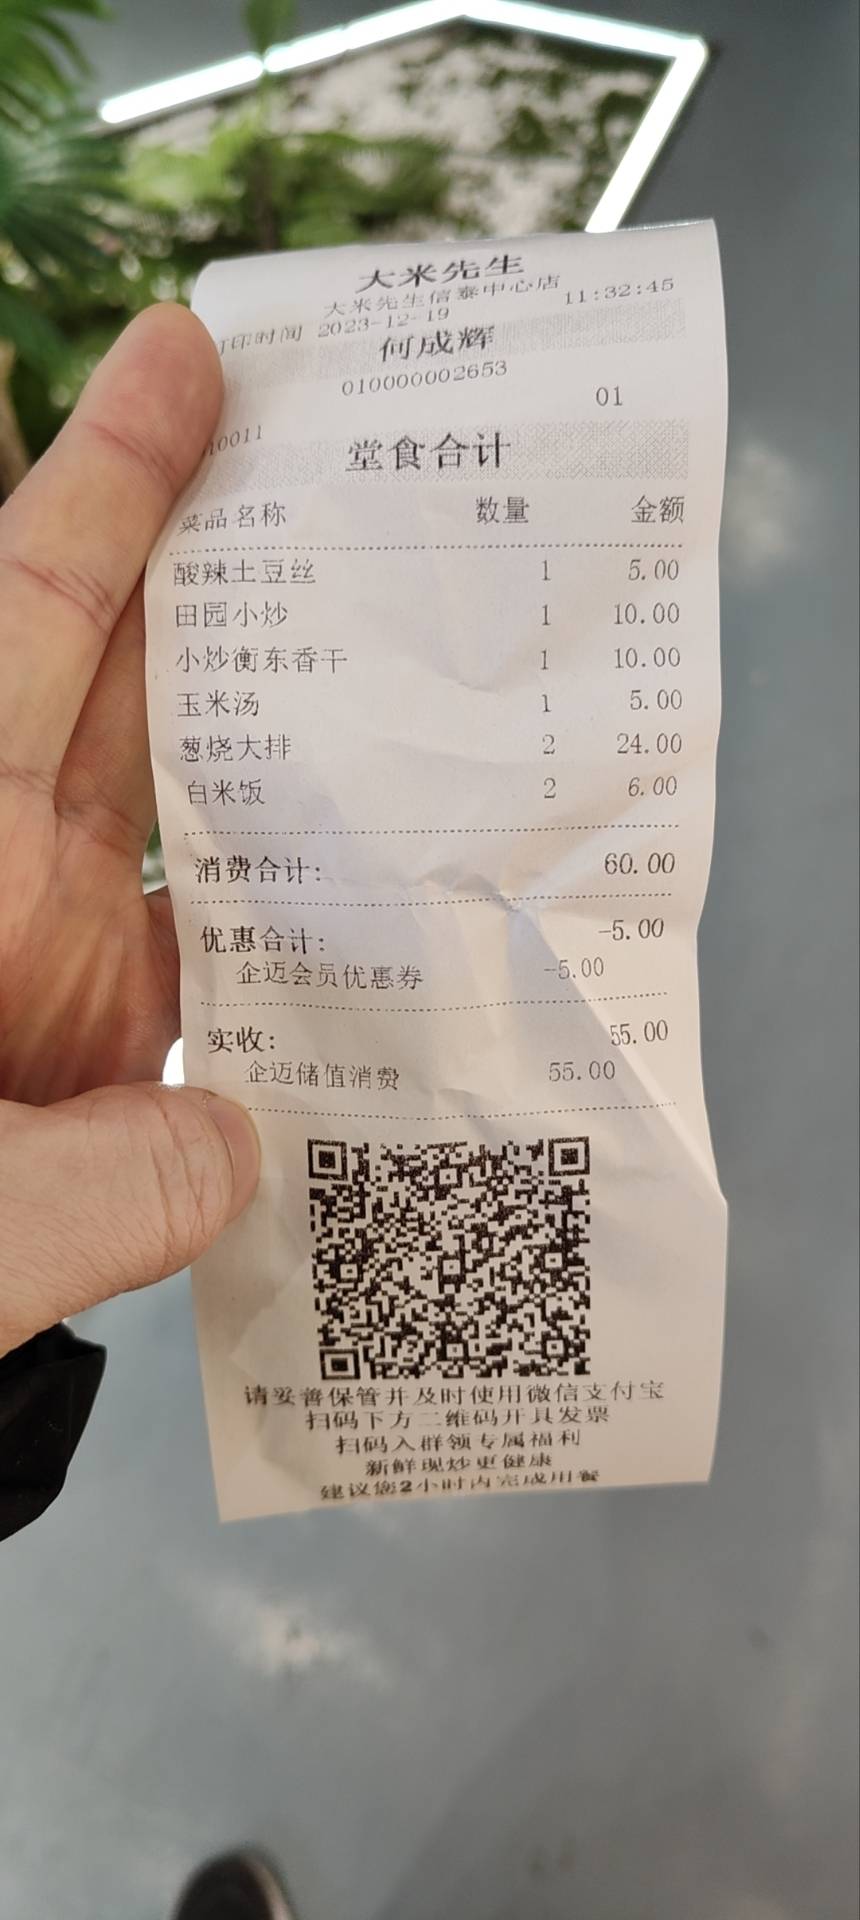 大米先生
大米先生信泰中心店
打印时间 2023-12-19 11:32:45
何成辉
010000002653
01
10011
堂食合计
菜品名称 数量 金额
酸辣土豆丝 1 5.00
田园小炒 1 10.00
小炒衡东香干 1 10.00
玉米汤 1 5.00
葱烧大排 2 24.00
白米饭 2 6.00
消费合计: 60.00
优惠合计: -5.00
企迈会员优惠券 -5.00
实收: 55.00
企迈储值消费 55.00
请妥善保管并及时使用微信支付宝
扫码下方二维码开具发票
扫码入群领专属福利
新鲜现炒更健康
建议您2小时内完成用餐